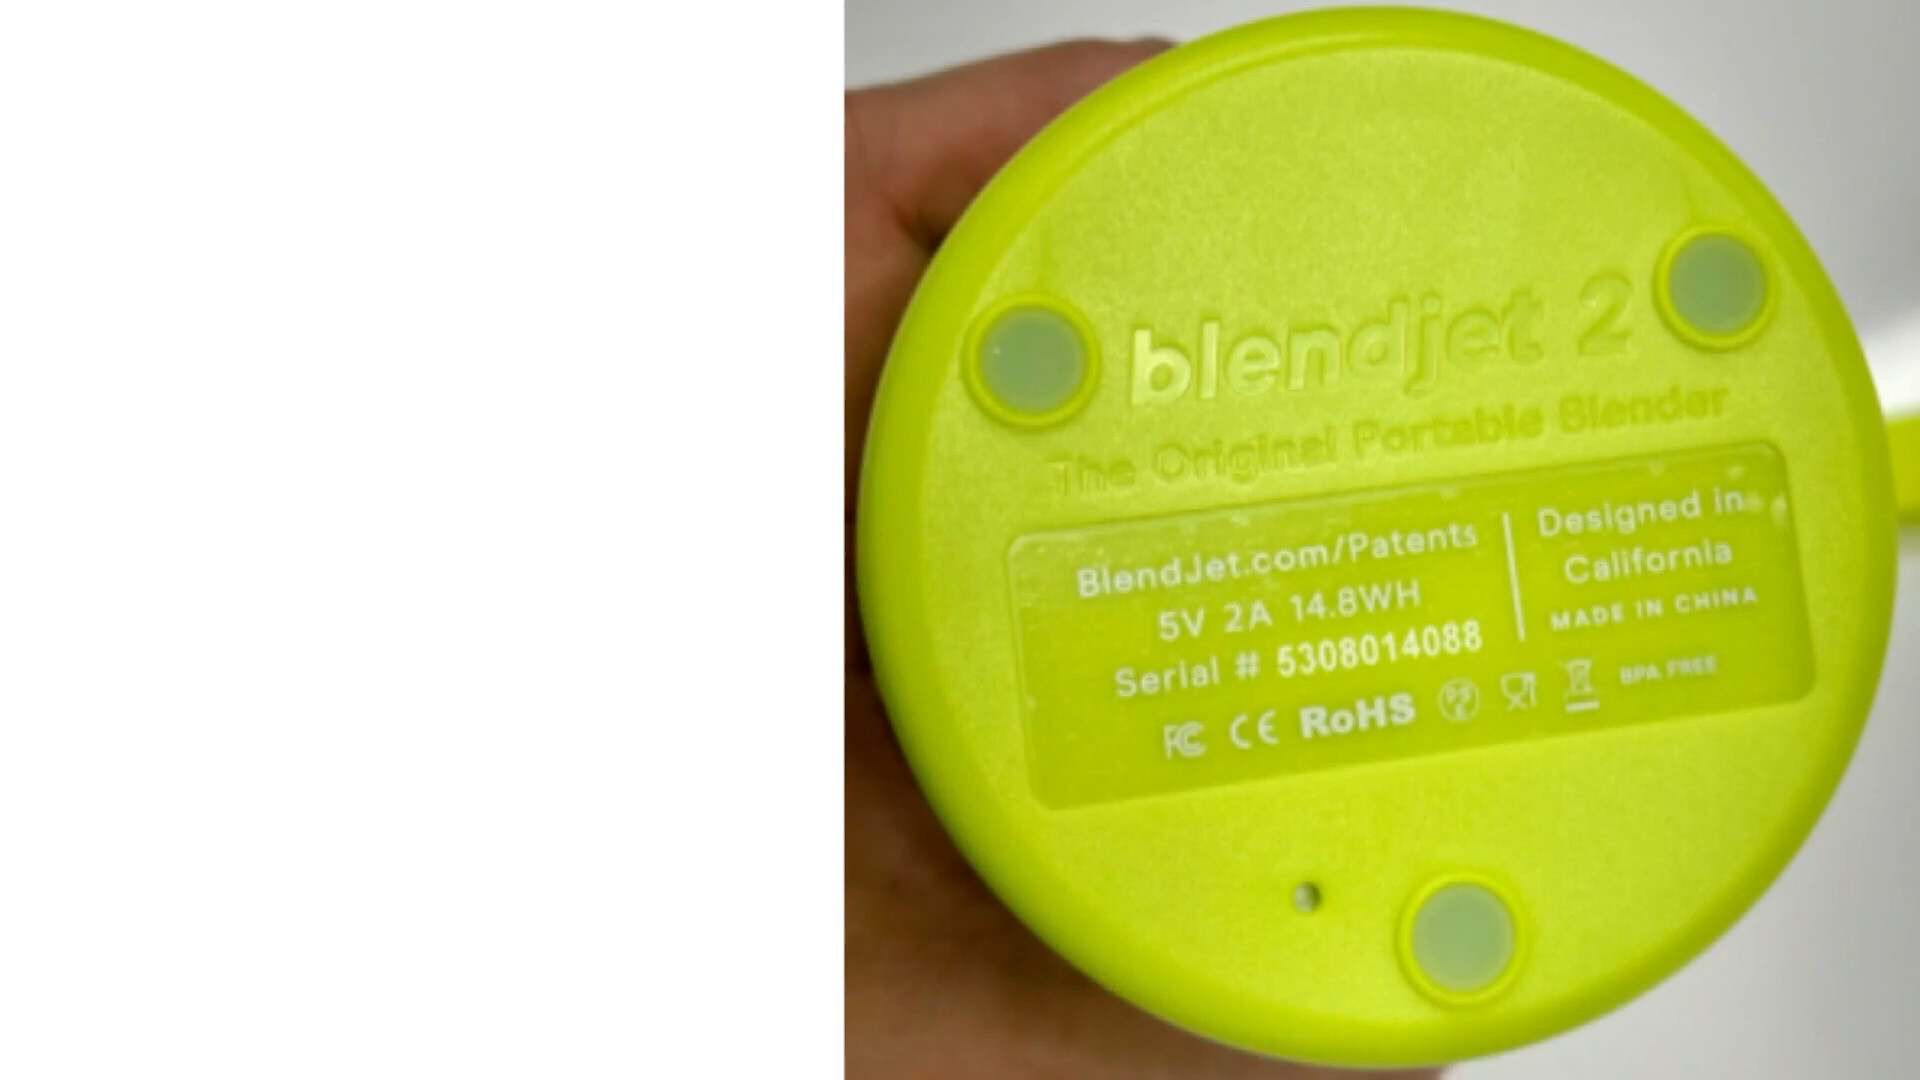 blendjet 2
The Original Portable Blender
BlendJet.com/Patents
5V 2A 14.8WH
Serial # 5308014088
Designed in
California
MADE IN CHINA
FC CE RoHS PS E BPA FREE